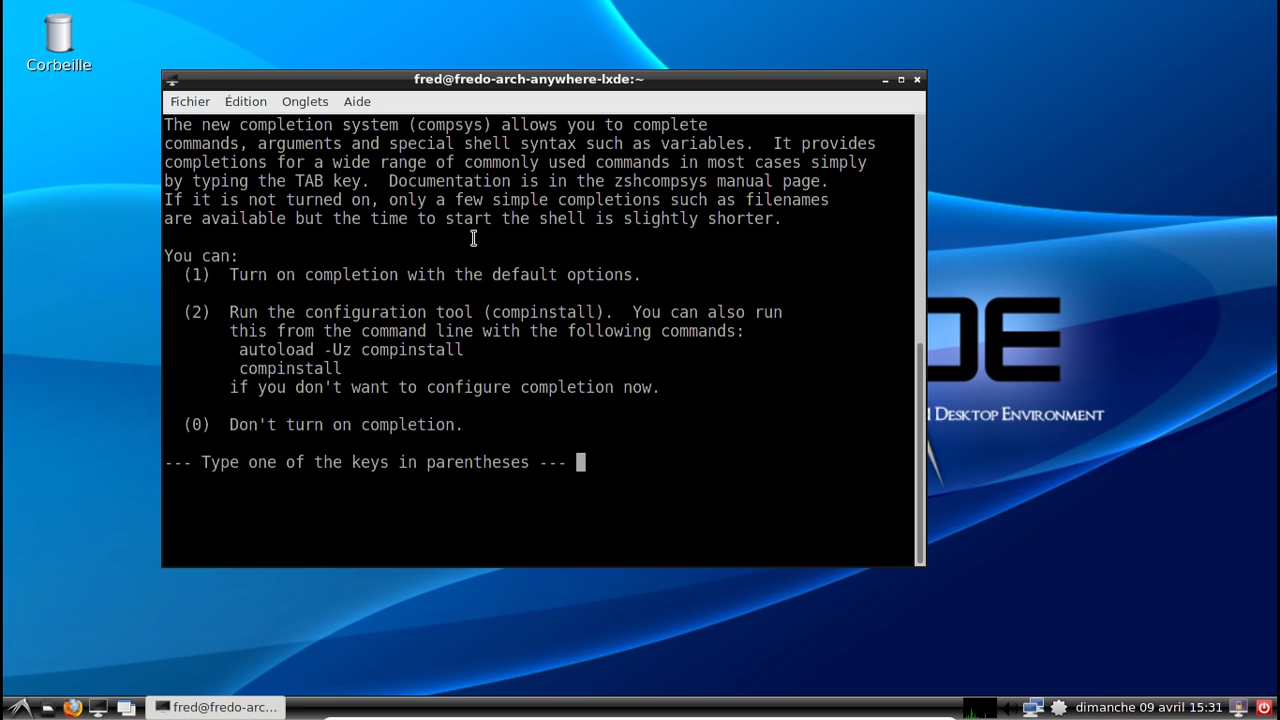 Corbeille
fred@fredo-arch-anywhere-lxde:~
Fichier Édition Onglets Aide
The new completion system (compsys) allows you to complete
commands, arguments and special shell syntax such as variables.  It provides
completions for a wide range of commonly used commands in most cases simply
by typing the TAB key.  Documentation is in the zshcompsys manual page.
If it is not turned on, only a few simple completions such as filenames
are available but the time to start the shell is slightly shorter.
You can:
(1)  Turn on completion with the default options.
(2)  Run the configuration tool (compinstall).  You can also run
this from the command line with the following commands:
autoload -Uz compinstall
compinstall
if you don't want to configure completion now.
(0)  Don't turn on completion.
--- Type one of the keys in parentheses ---
DE
DESKTOP ENVIRONMENT
fred@fredo-arc...
dimanche 09 avril 15:31